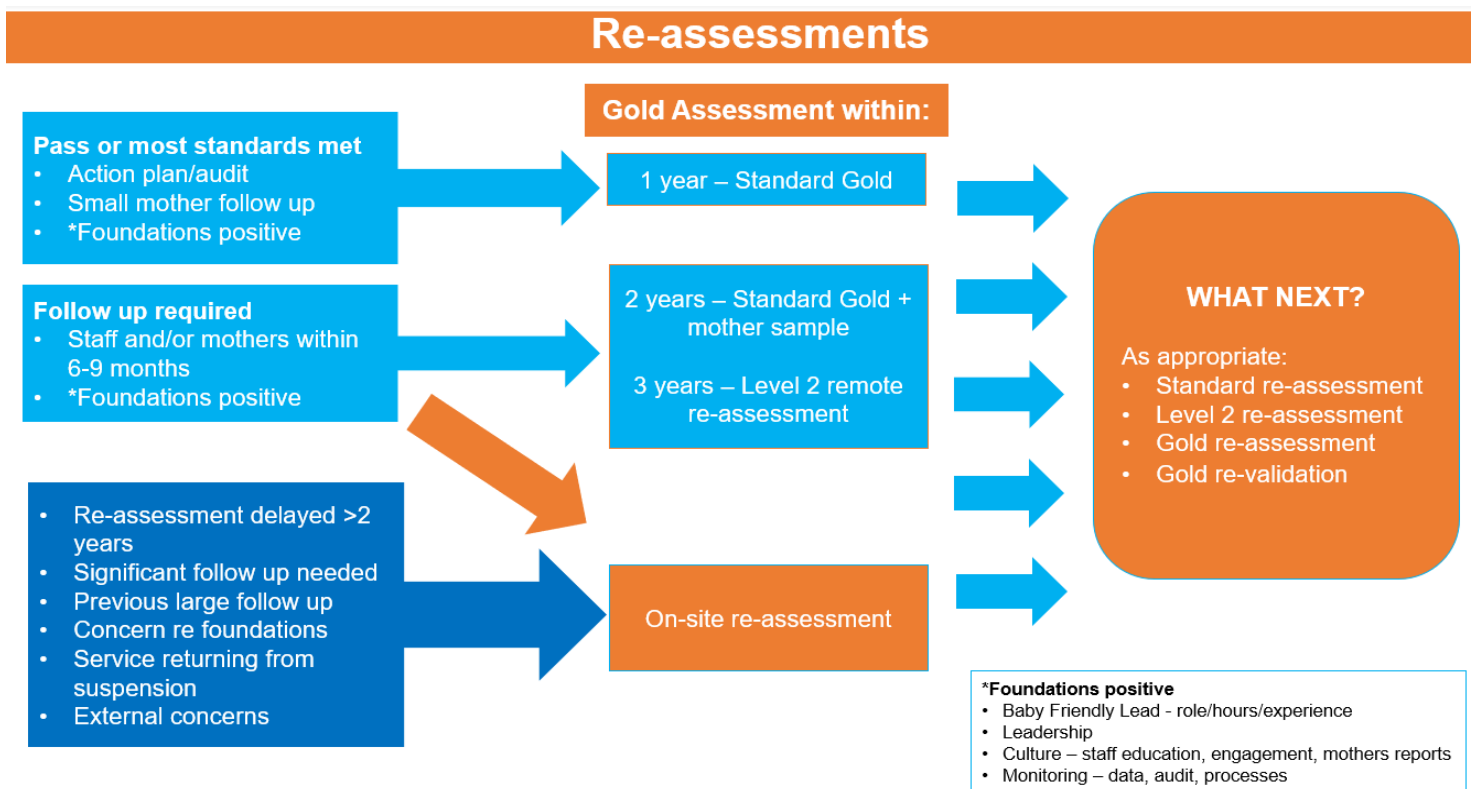 Re-assessments
Gold Assessment within:
Pass or most standards met
• Action plan/audit
• Small mother follow up
• *Foundations positive
1 year – Standard Gold
Follow up required
• Staff and/or mothers within
6-9 months
• *Foundations positive
2 years – Standard Gold +
mother sample
3 years – Level 2 remote
re-assessment
• Re-assessment delayed >2
years
• Significant follow up needed
• Previous large follow up
• Concern re foundations
• Service returning from
suspension
• External concerns
On-site re-assessment
WHAT NEXT?
As appropriate:
• Standard re-assessment
• Level 2 re-assessment
• Gold re-assessment
• Gold re-validation
*Foundations positive
• Baby Friendly Lead - role/hours/experience
• Leadership
• Culture – staff education, engagement, mothers reports
• Monitoring – data, audit, processes